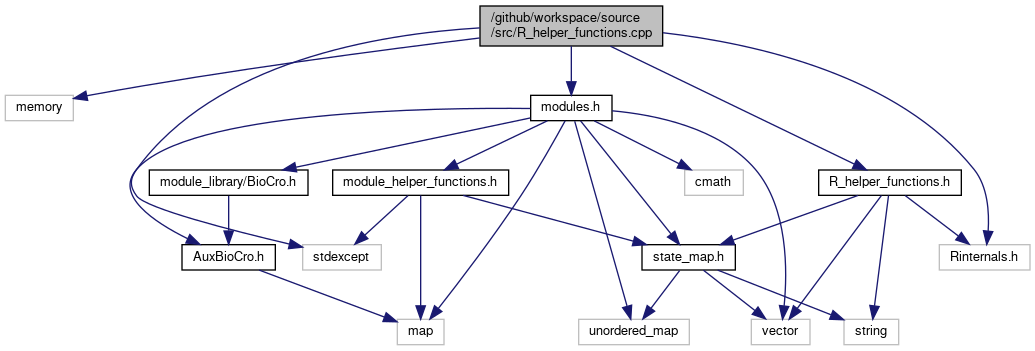 /github/workspace/source
/src/R_helper_functions.cpp
memory
modules.h
module_library/BioCro.h
module_helper_functions.h
cmath
R_helper_functions.h
AuxBioCro.h
stdexcept
state_map.h
Rinternals.h
map
unordered_map
vector
string